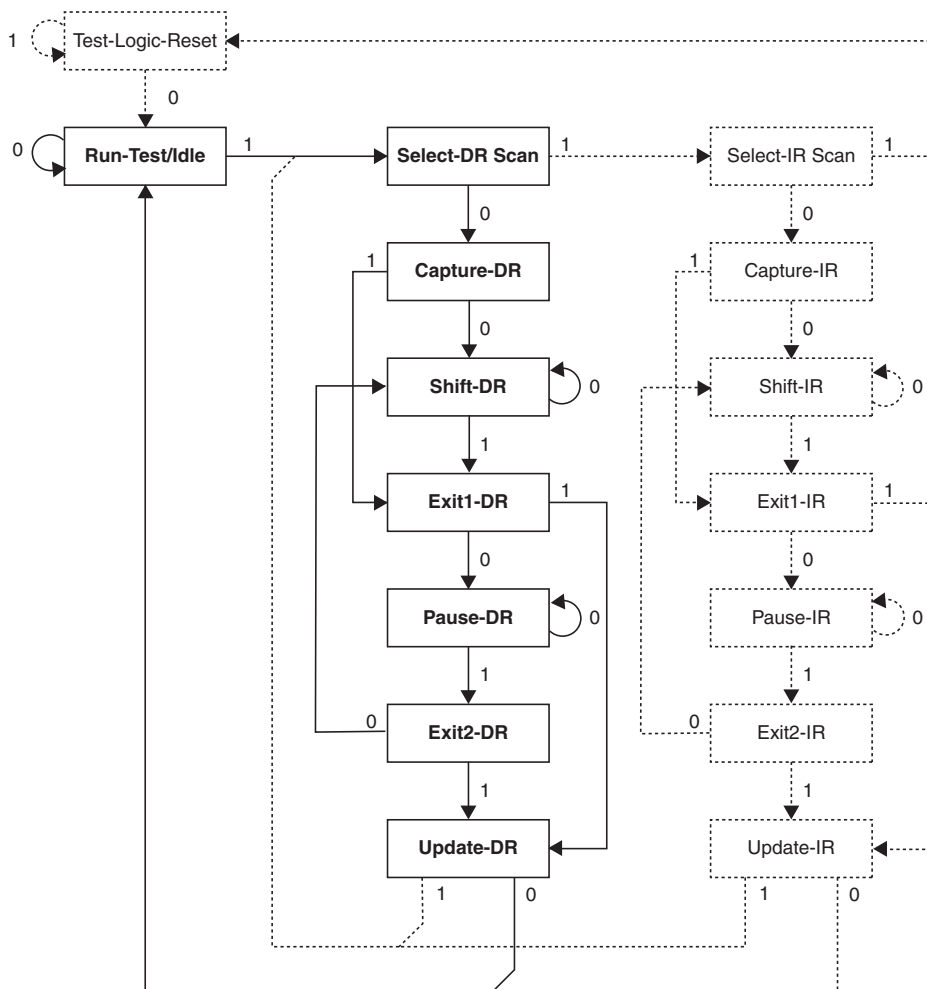 1 Test-Logic-Reset
0
0 Run-Test/Idle 1 Select-DR Scan 1 Select-IR Scan 1
0 0
1 Capture-DR 1 Capture-IR
0 0
Shift-DR 0 Shift-IR 0
1 1
Exit1-DR 1 Exit1-IR 1
0 0
Pause-DR 0 Pause-IR 0
1 1
0 Exit2-DR 0 Exit2-IR
1 1
Update-DR Update-IR
1 0 1 0